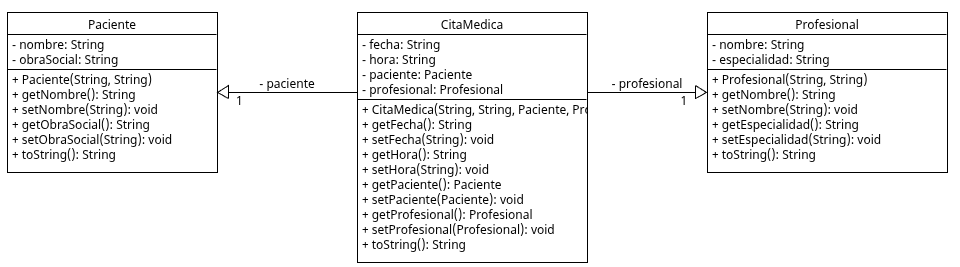 Paciente
- nombre: String
- obraSocial: String
+ Paciente(String, String)
+ getNombre(): String
+ setNombre(String): void
+ getObraSocial(): String
+ setObraSocial(String): void
+ toString(): String
- paciente
1
CitaMedica
- fecha: String
- hora: String
- paciente: Paciente
- profesional: Profesional
+ CitaMedica(String, String, Paciente, Pro
+ getFecha(): String
+ setFecha(String): void
+ getHora(): String
+ setHora(String): void
+ getPaciente(): Paciente
+ setPaciente(Paciente): void
+ getProfesional(): Profesional
+ setProfesional(Profesional): void
+ toString(): String
- profesional
1
Profesional
- nombre: String
- especialidad: String
+ Profesional(String, String)
+ getNombre(): String
+ setNombre(String): void
+ getEspecialidad(): String
+ setEspecialidad(String): void
+ toString(): String